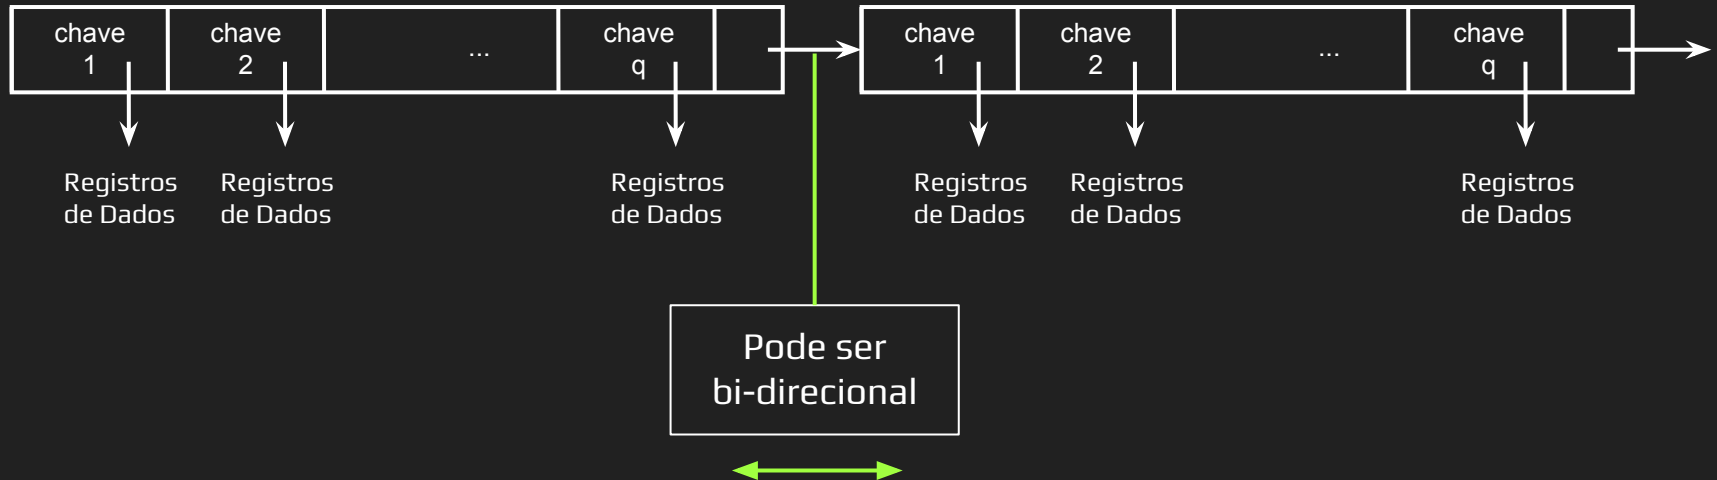 chave
1
chave
2
...
chave
q
chave
1
chave
2
...
chave
q
Registros
de Dados
Registros
de Dados
Registros
de Dados
Registros
de Dados
Registros
de Dados
Registros
de Dados
Pode ser
bi-direcional